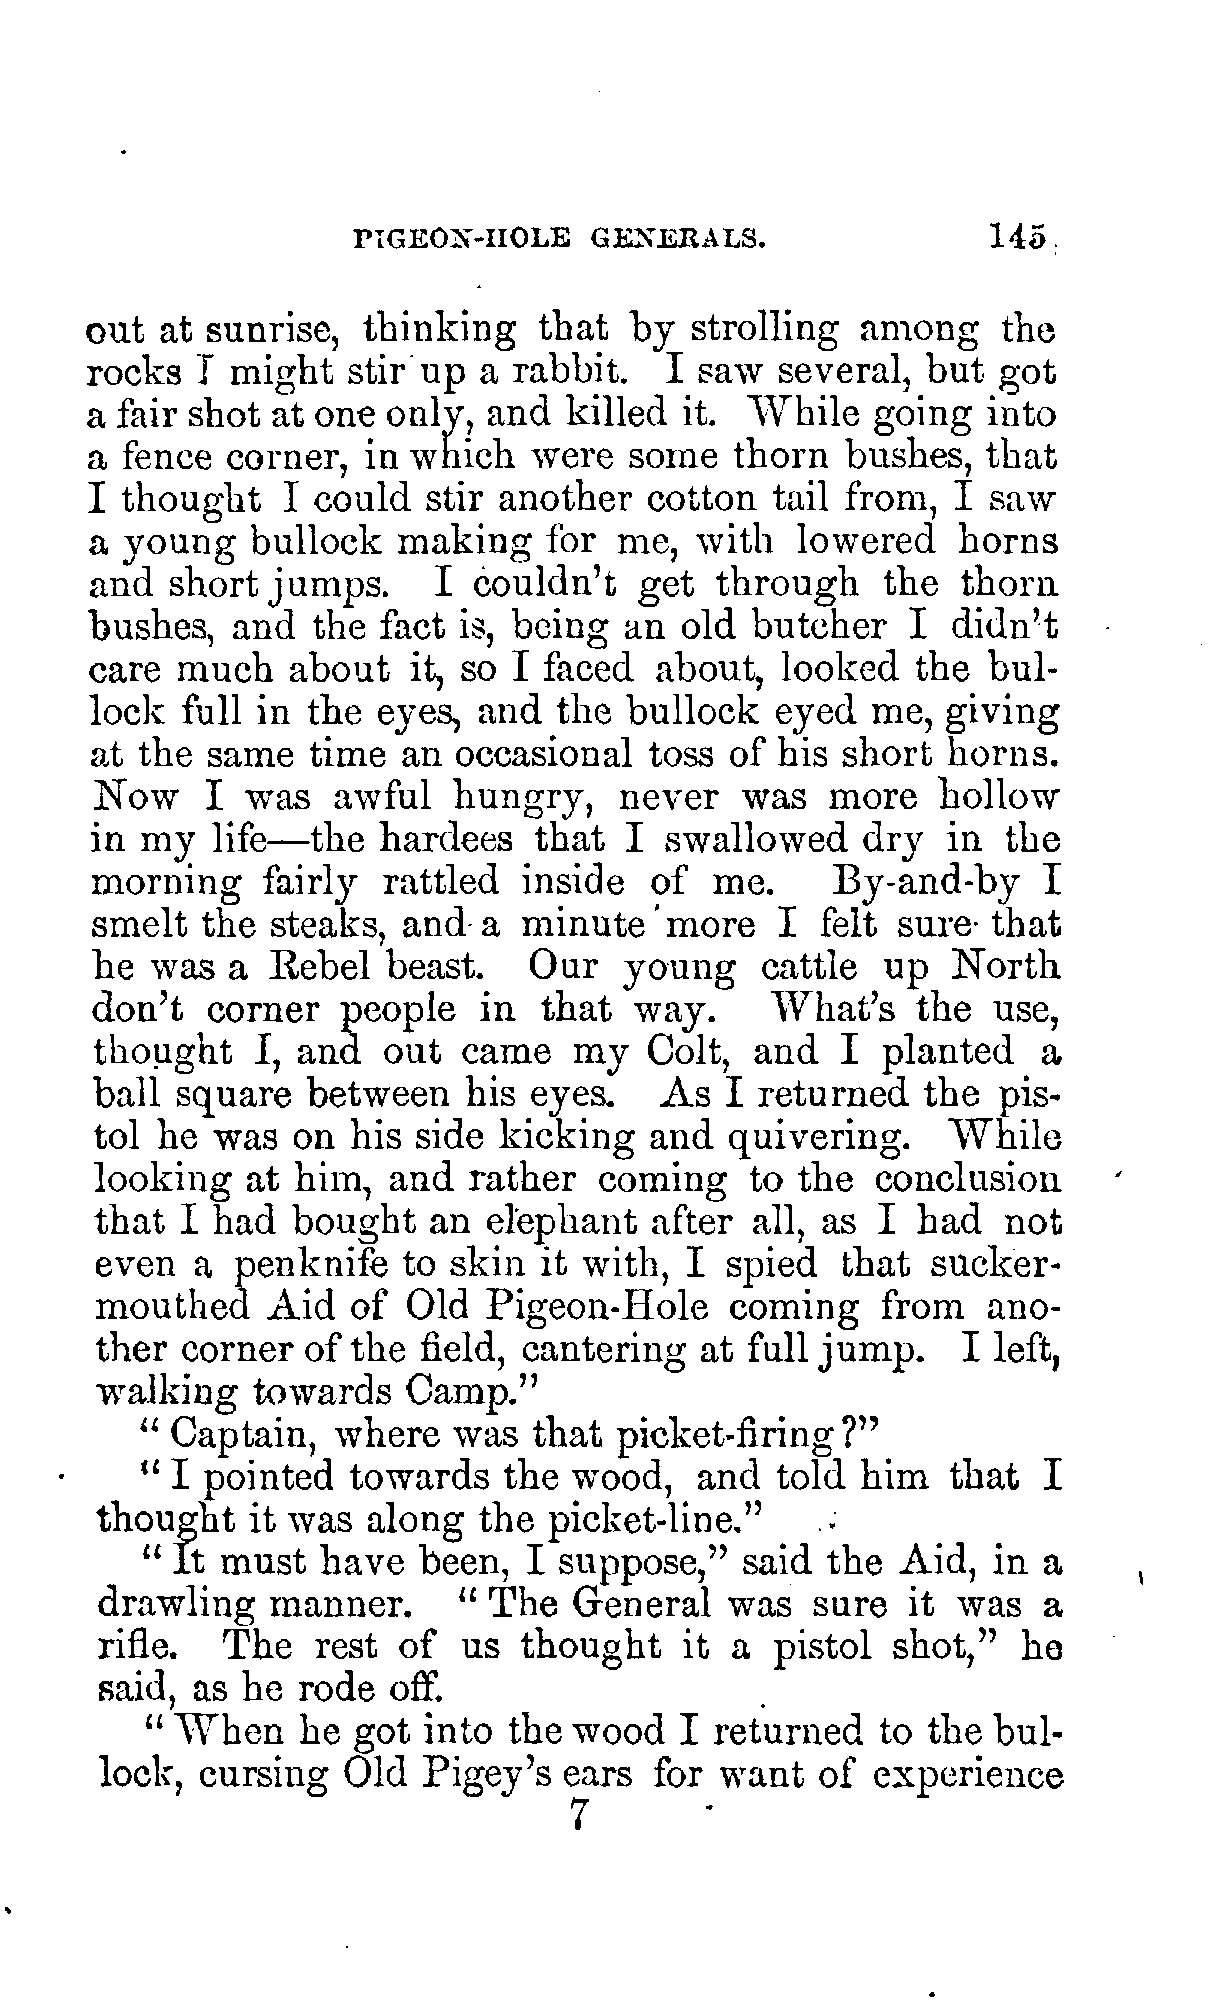 PIGEON-HOLE GENERALS. 145
out at sunrise, thinking that by strolling among the
rocks I might stir up a rabbit. I saw several, but got
a fair shot at one only, and killed it. While going into
a fence corner, in which were some thorn bushes, that
I thought I could stir another cotton tail from, I saw
a young bullock making for me, with lowered horns
and short jumps. I couldn't get through the thorn
bushes, and the fact is, being an old butcher I didn't
care much about it, so I faced about, looked the bul-
lock full in the eyes, and the bullock eyed me, giving
at the same time an occasional toss of his short horns.
Now I was awful hungry, never was more hollow
in my life—the hardees that I swallowed dry in the
morning fairly rattled inside of me. By-and-by I
smelt the steaks, and a minute more I felt sure that
he was a Rebel beast. Our young cattle up North
don't corner people in that way. What's the use,
thought I, and out came my Colt, and I planted a
ball square between his eyes. As I returned the pis-
tol he was on his side kicking and quivering. While
looking at him, and rather coming to the conclusion
that I had bought an elephant after all, as I had not
even a penknife to skin it with, I spied that sucker-
mouthed Aid of Old Pigeon-Hole coming from ano-
ther corner of the field, cantering at full jump. I left,
walking towards Camp."
"Captain, where was that picket-firing?"
"I pointed towards the wood, and told him that I
thought it was along the picket-line."
"It must have been, I suppose," said the Aid, in a
drawling manner. "The General was sure it was a
rifle. The rest of us thought it a pistol shot," he
said, as he rode off.
"When he got into the wood I returned to the bul-
lock, cursing Old Pigey's ears for want of experience
7